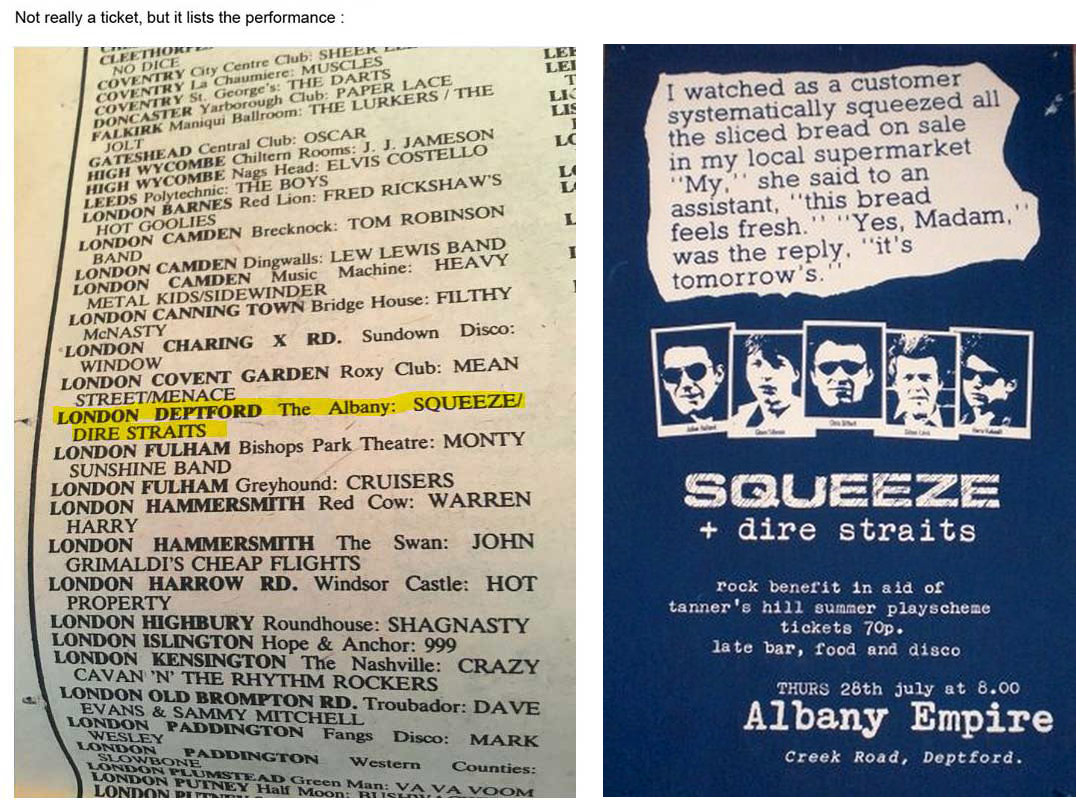 Not really a ticket, but it lists the performance :
NO DICE
COVENTRY City Centre Club: SHEER
COVENTRY La Chaumiere: MUSCLES
COVENTRY St. George's: THE DARTS
DONCASTER Yarborough Club: PAPER LACE
FALKIRK Maniqui Ballroom: THE LURKERS / THE
JOLT
GATESHEAD Central Club: OSCAR
HIGH WYCOMBE Chiltern Rooms: J. J. JAMESON
HIGH WYCOMBE Nags Head: ELVIS COSTELLO
LEEDS Polytechnic: THE BOYS
LONDON BARNES Red Lion: FRED RICKSHAW'S
HOT GOOLIES
LONDON CAMDEN Brecknock: TOM ROBINSON
BAND
LONDON CAMDEN Dingwalls: LEW LEWIS BAND
LONDON CAMDEN Music Machine: HEAVY
METAL KIDS/SIDEWINDER
LONDON CANNING TOWN Bridge House: FILTHY
McNASTY
LONDON CHARING X RD. Sundown Disco:
WINDOW
LONDON COVENT GARDEN Roxy Club: MEAN
STREET/MENACE
LONDON DEPTFORD The Albany: SQUEEZE/
DIRE STRAITS
LONDON FULHAM Bishops Park Theatre: MONTY
SUNSHINE BAND
LONDON FULHAM Greyhound: CRUISERS
LONDON HAMMERSMITH Red Cow: WARREN
HARRY
LONDON HAMMERSMITH The Swan: JOHN
GRIMALDI'S CHEAP FLIGHTS
LONDON HARROW RD. Windsor Castle: HOT
PROPERTY
LONDON HIGHBURY Roundhouse: SHAGNASTY
LONDON ISLINGTON Hope & Anchor: 999
LONDON KENSINGTON The Nashville: CRAZY
CAVAN 'N' THE RHYTHM ROCKERS
LONDON OLD BROMPTON RD. Troubador: DAVE
EVANS & SAMMY MITCHELL
LONDON PADDINGTON Fangs Disco: MARK
WESLEY
LONDON PADDINGTON Western Counties:
SLOWBONE
LONDON PLUMSTEAD Green Man: VA VA VOOM
LONDON PUTNEY Half Moon:
I watched as a customer
systematically squeezed all
the sliced bread on sale
in my local supermarket
"My," she said to an
assistant, "this bread
feels fresh." "Yes, Madam,"
was the reply, "it's
tomorrow's."
SQUEEZE
+ dire straits
rock benefit in aid of
tanner's hill summer playscheme
tickets 70p.
late bar, food and disco
THURS 28th july at 8.00
Albany Empire
Creek Road, Deptford.